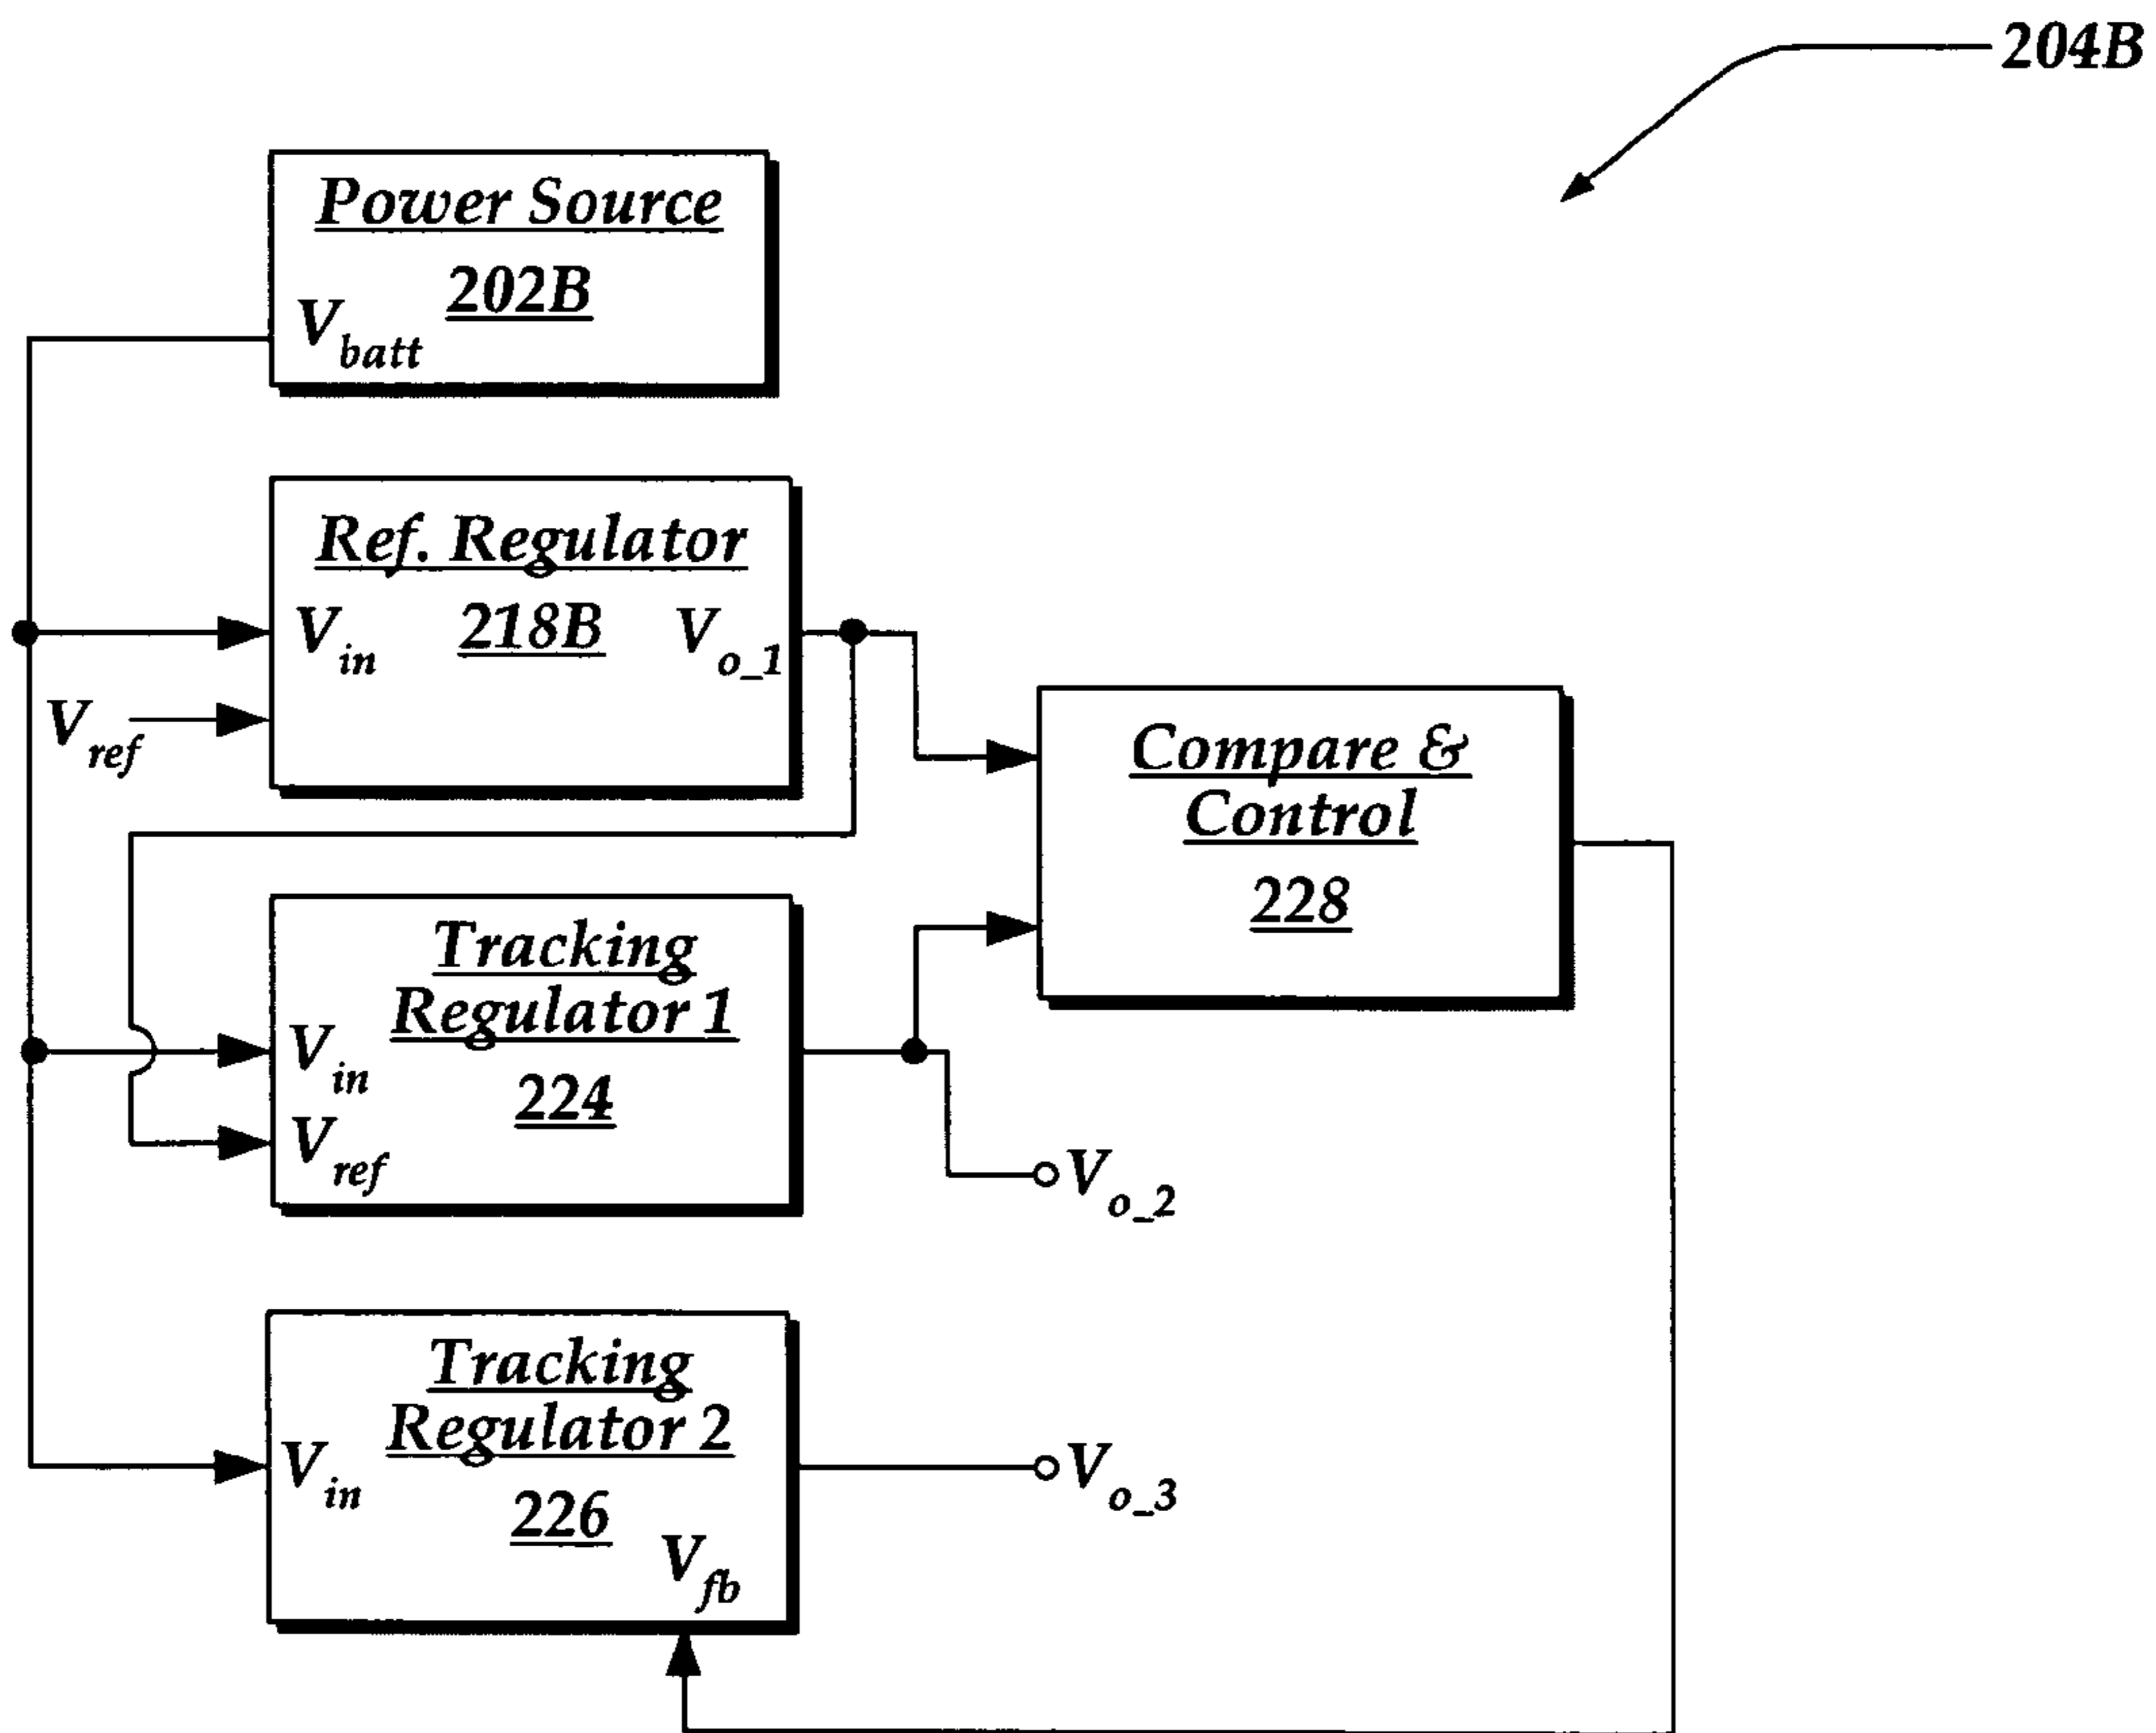 204B
Power Source
202B
V_batt
Ref. Regulator
218B
V_in
V_o_1
V_ref
Compare &
Control
228
Tracking
Regulator 1
224
V_in
V_ref
V_o_2
Tracking
Regulator 2
226
V_in
V_fb
V_o_3